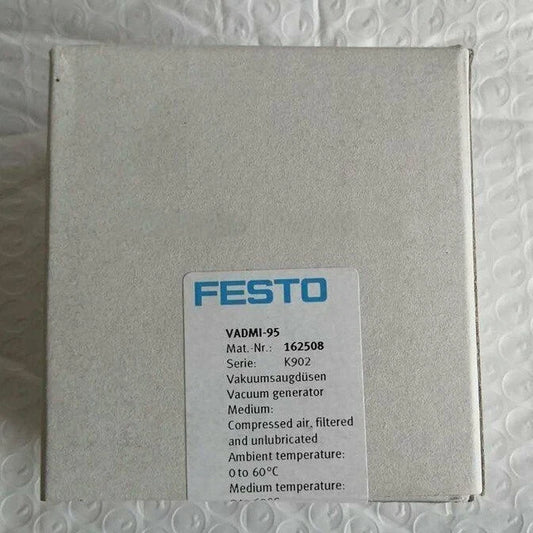 FESTO
VADMI-95
Mat.-Nr.: 162508
Serie: K902
Vakuumsaugdüsen
Vacuum generator
Medium:
Compressed air, filtered
and unlubricated
Ambient temperature:
0 to 60°C
Medium temperature: